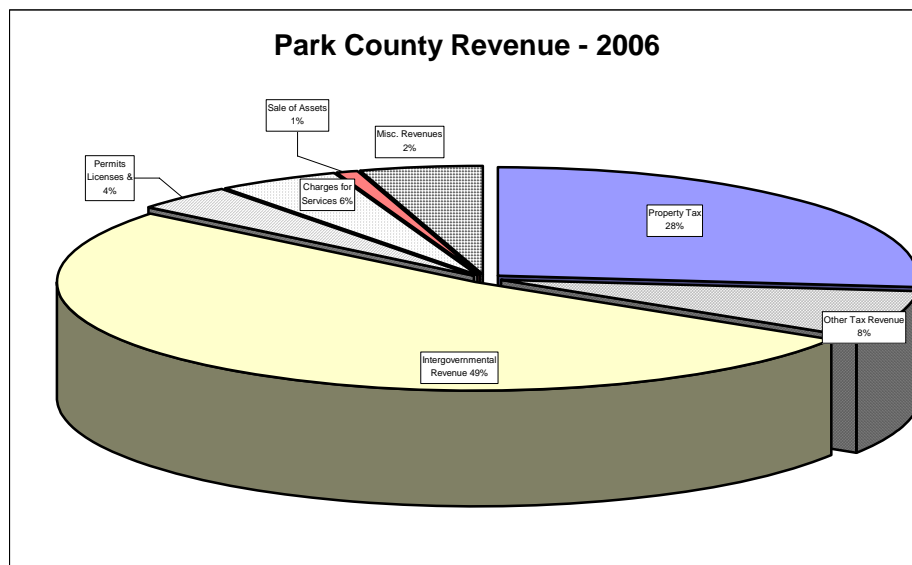 Park County Revenue - 2006
Sale of Assets
1%
Misc. Revenues
2%
Permits
Licenses &
4%
Charges for
Services 6%
Property Tax
28%
Other Tax Revenue
8%
Intergovernmental
Revenue 49%